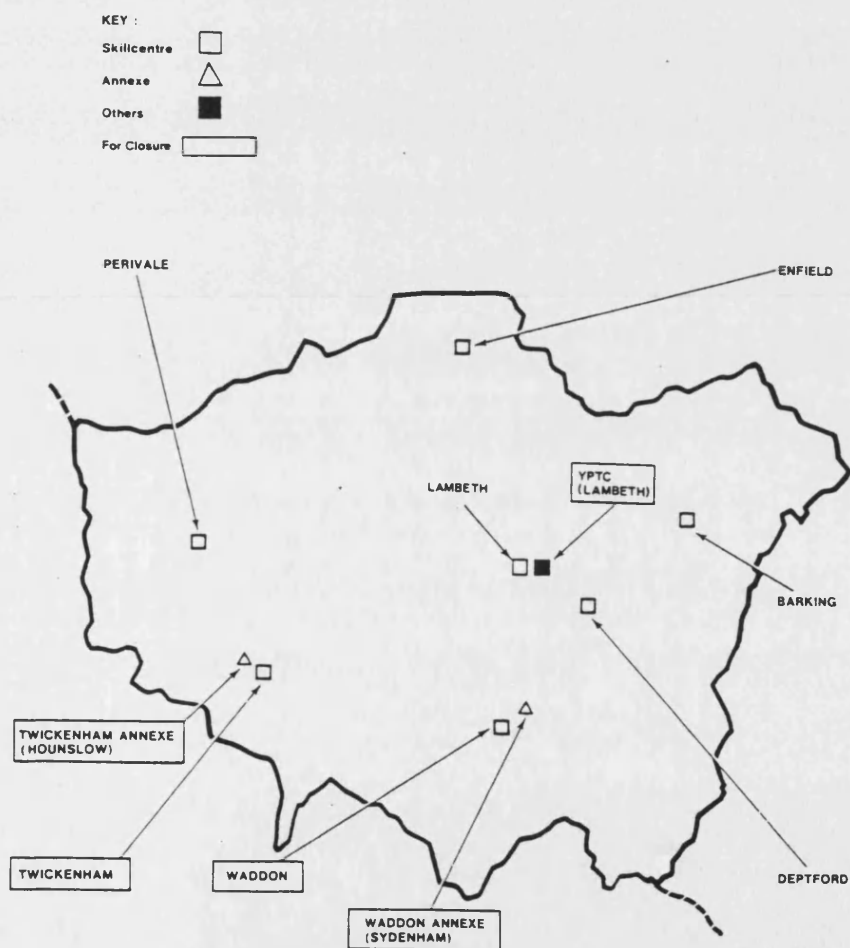 KEY :
Skillcentre
Annexe
Others
For Closure
PERIVALE
ENFIELD
LAMBETH
YPTC
(LAMBETH)
BARKING
TWICKENHAM ANNEXE
(HOUNSLOW)
TWICKENHAM
WADDON
DEPTFORD
WADDON ANNEXE
(SYDENHAM)